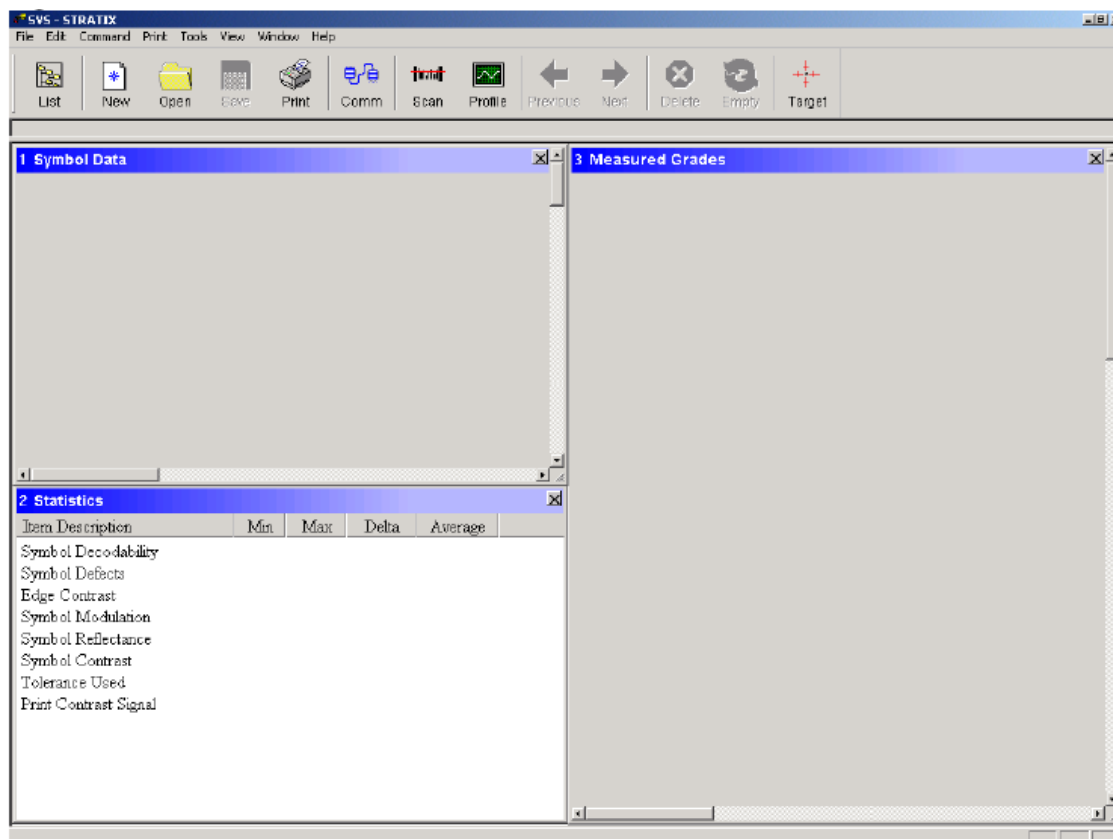 SVS - STRATIX
File Edit Command Print Tools View Window Help
List New Open Save Print Comm Scan Profile Previous Next Delete Empty Target
1 Symbol Data
3 Measured Grades
2 Statistics
Item Description Min Max Delta Average
Symbol Decodability
Symbol Defects
Edge Contrast
Symbol Modulation
Symbol Reflectance
Symbol Contrast
Tolerance Used
Print Contrast Signal